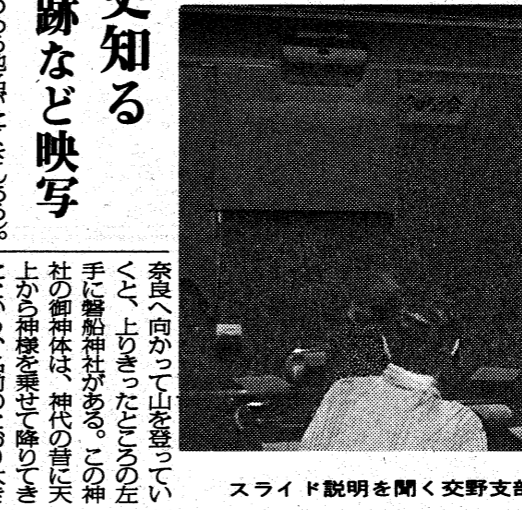 史知る
跡など映写
奈良へ向かって山を登ってい
くと、上りきったところの左
手に磐船神社がある。この神
社の御神体は、神代の昔に天
上から神様を乗せて降りてき
スライド説明を聞く交野支部